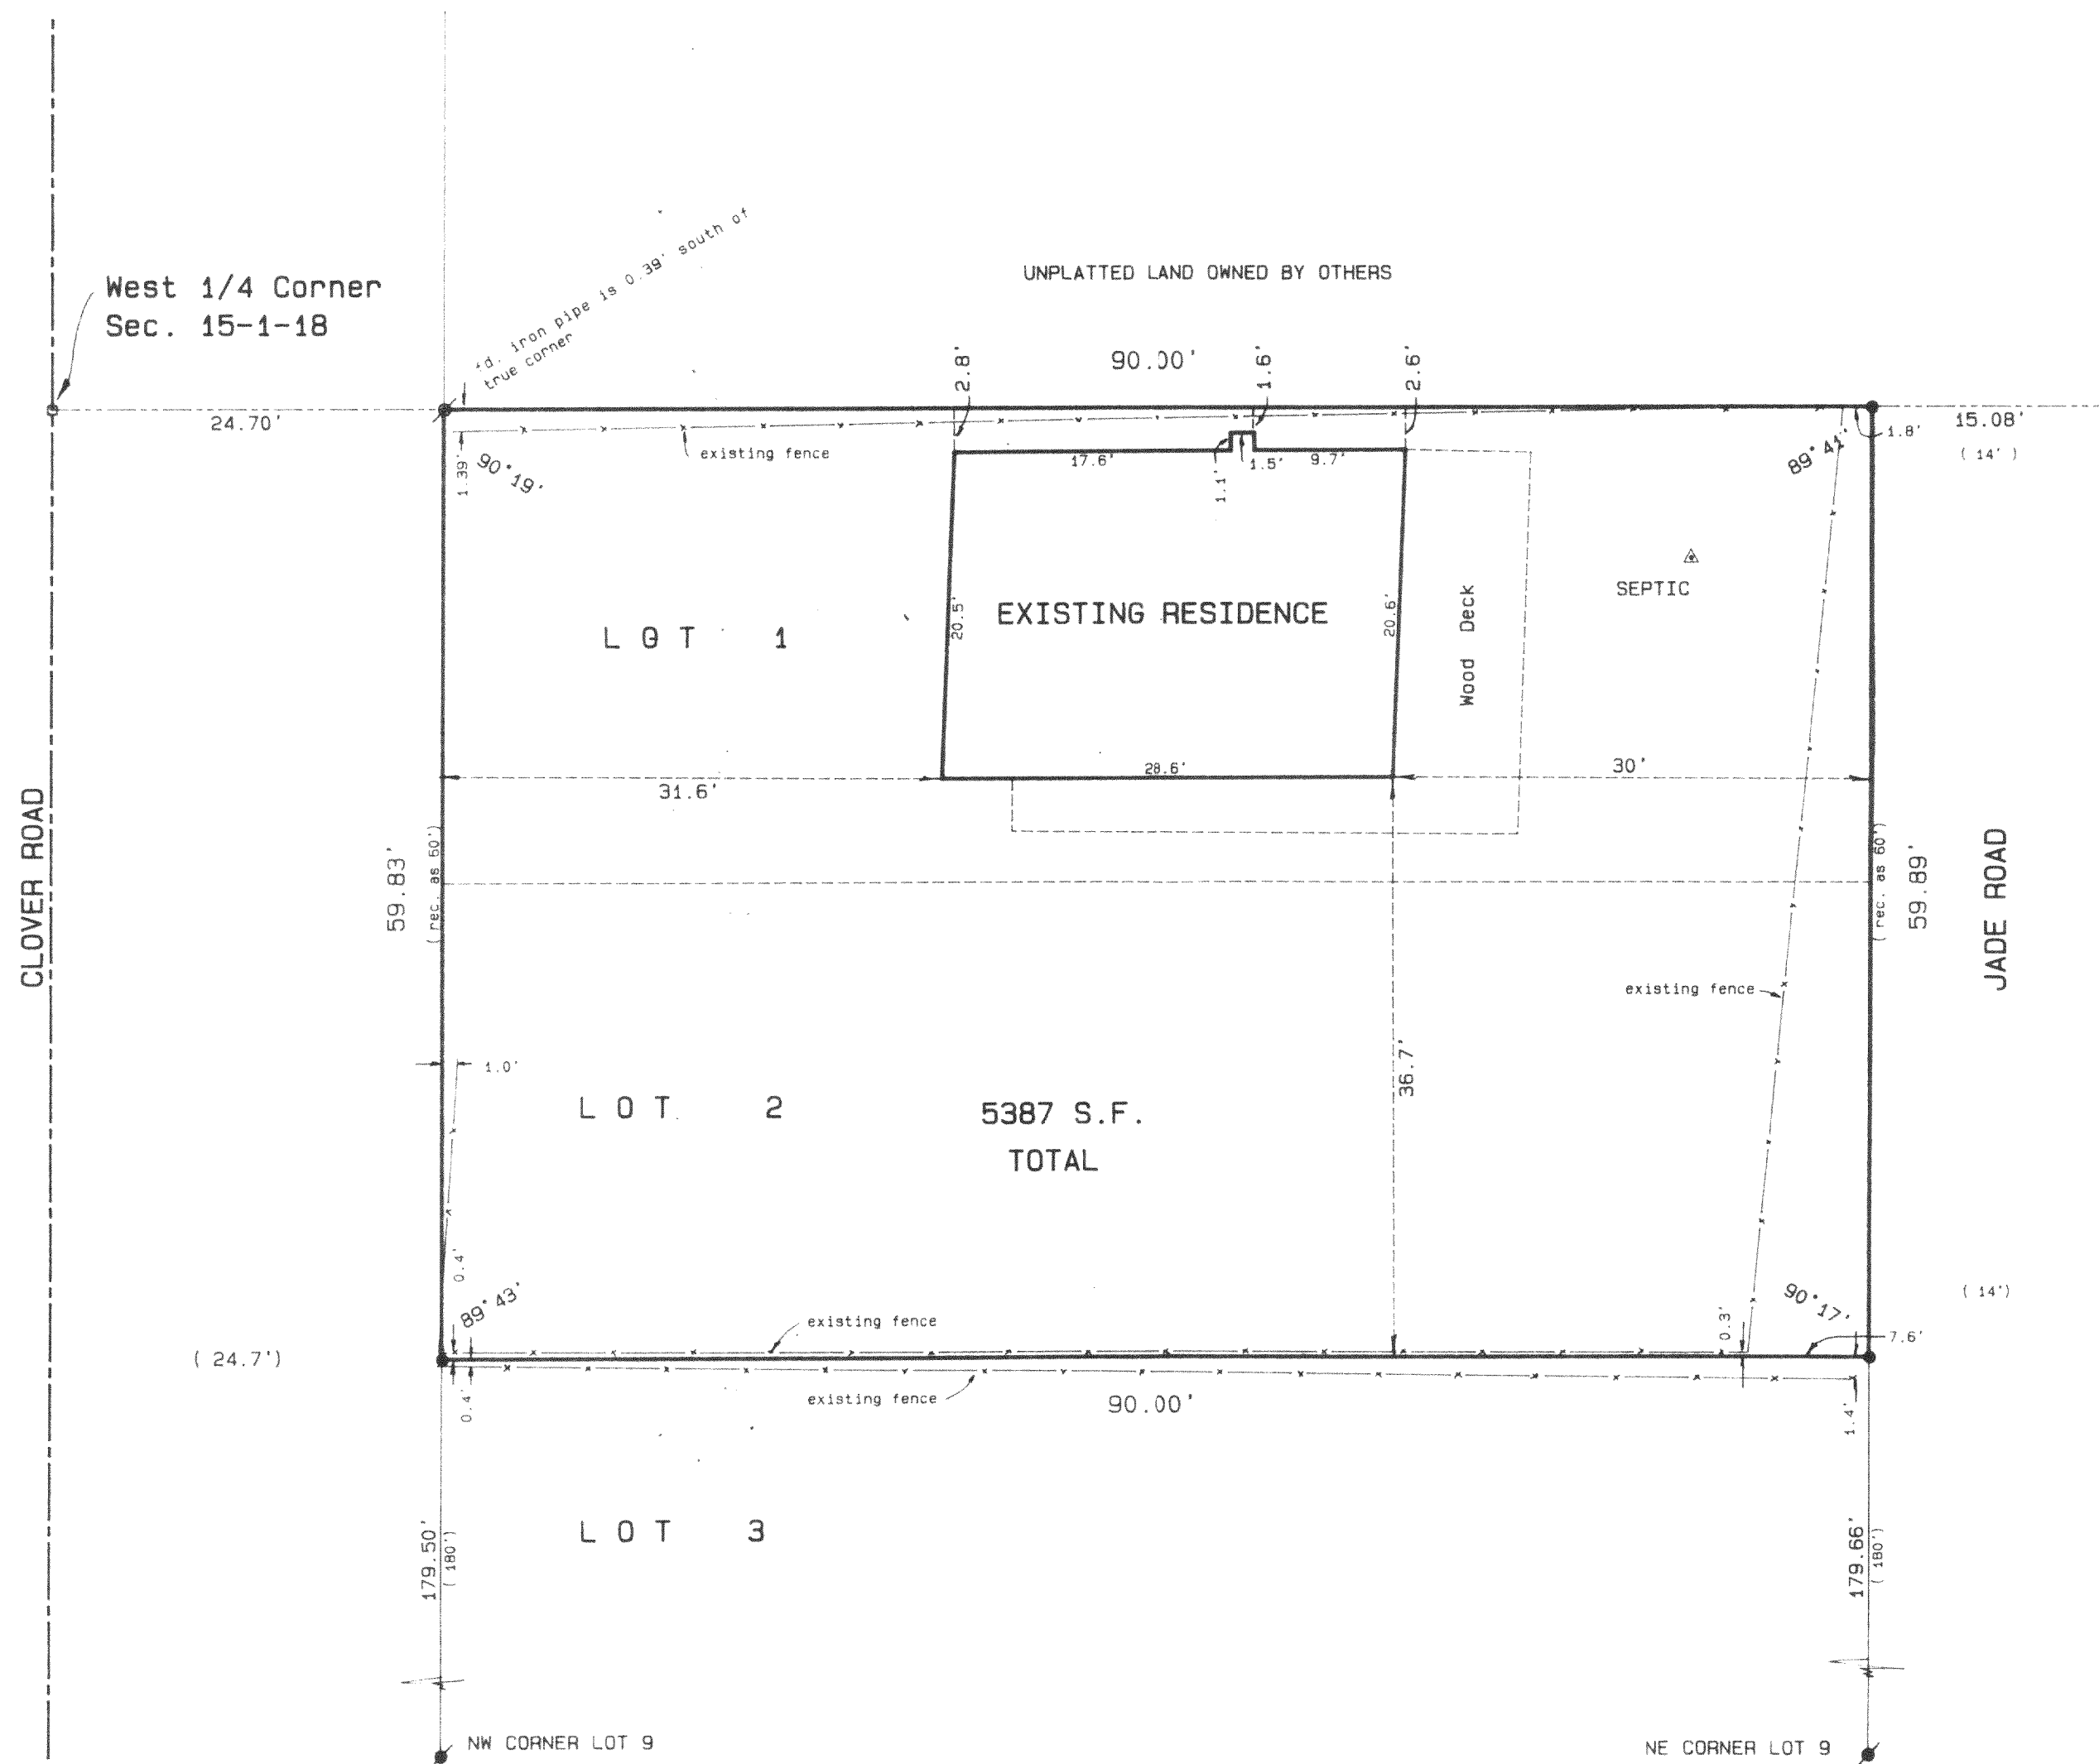 fd. iron pipe is 0.39' south of
true corner
UNPLATTED LAND OWNED BY OTHERS
West 1/4 Corner
Sec. 15-1-18
2.8'
90.00'
1.6'
2.6'
24.70'
15.08'
1.8'
( 14' )
89°41'
1.39'
90°19'
existing fence
17.6'
1.1'
1.5'
9.7'
L O T 1
20.5'
EXISTING RESIDENCE
20.6'
Wood Deck
SEPTIC
28.6'
31.6'
30'
CLOVER ROAD
59.83'
(rec. as 60')
(rec. as 60')
59.89'
JADE ROAD
existing fence
1.0'
36.7'
L O T 2
5387 S.F.
TOTAL
0.4'
89°43'
existing fence
0.3'
90°17'
( 14')
7.6'
( 24.7')
0.4'
existing fence
90.00'
1.4'
L O T 3
179.50'
( 180')
179.66'
( 180')
NW CORNER LOT 9
NE CORNER LOT 9